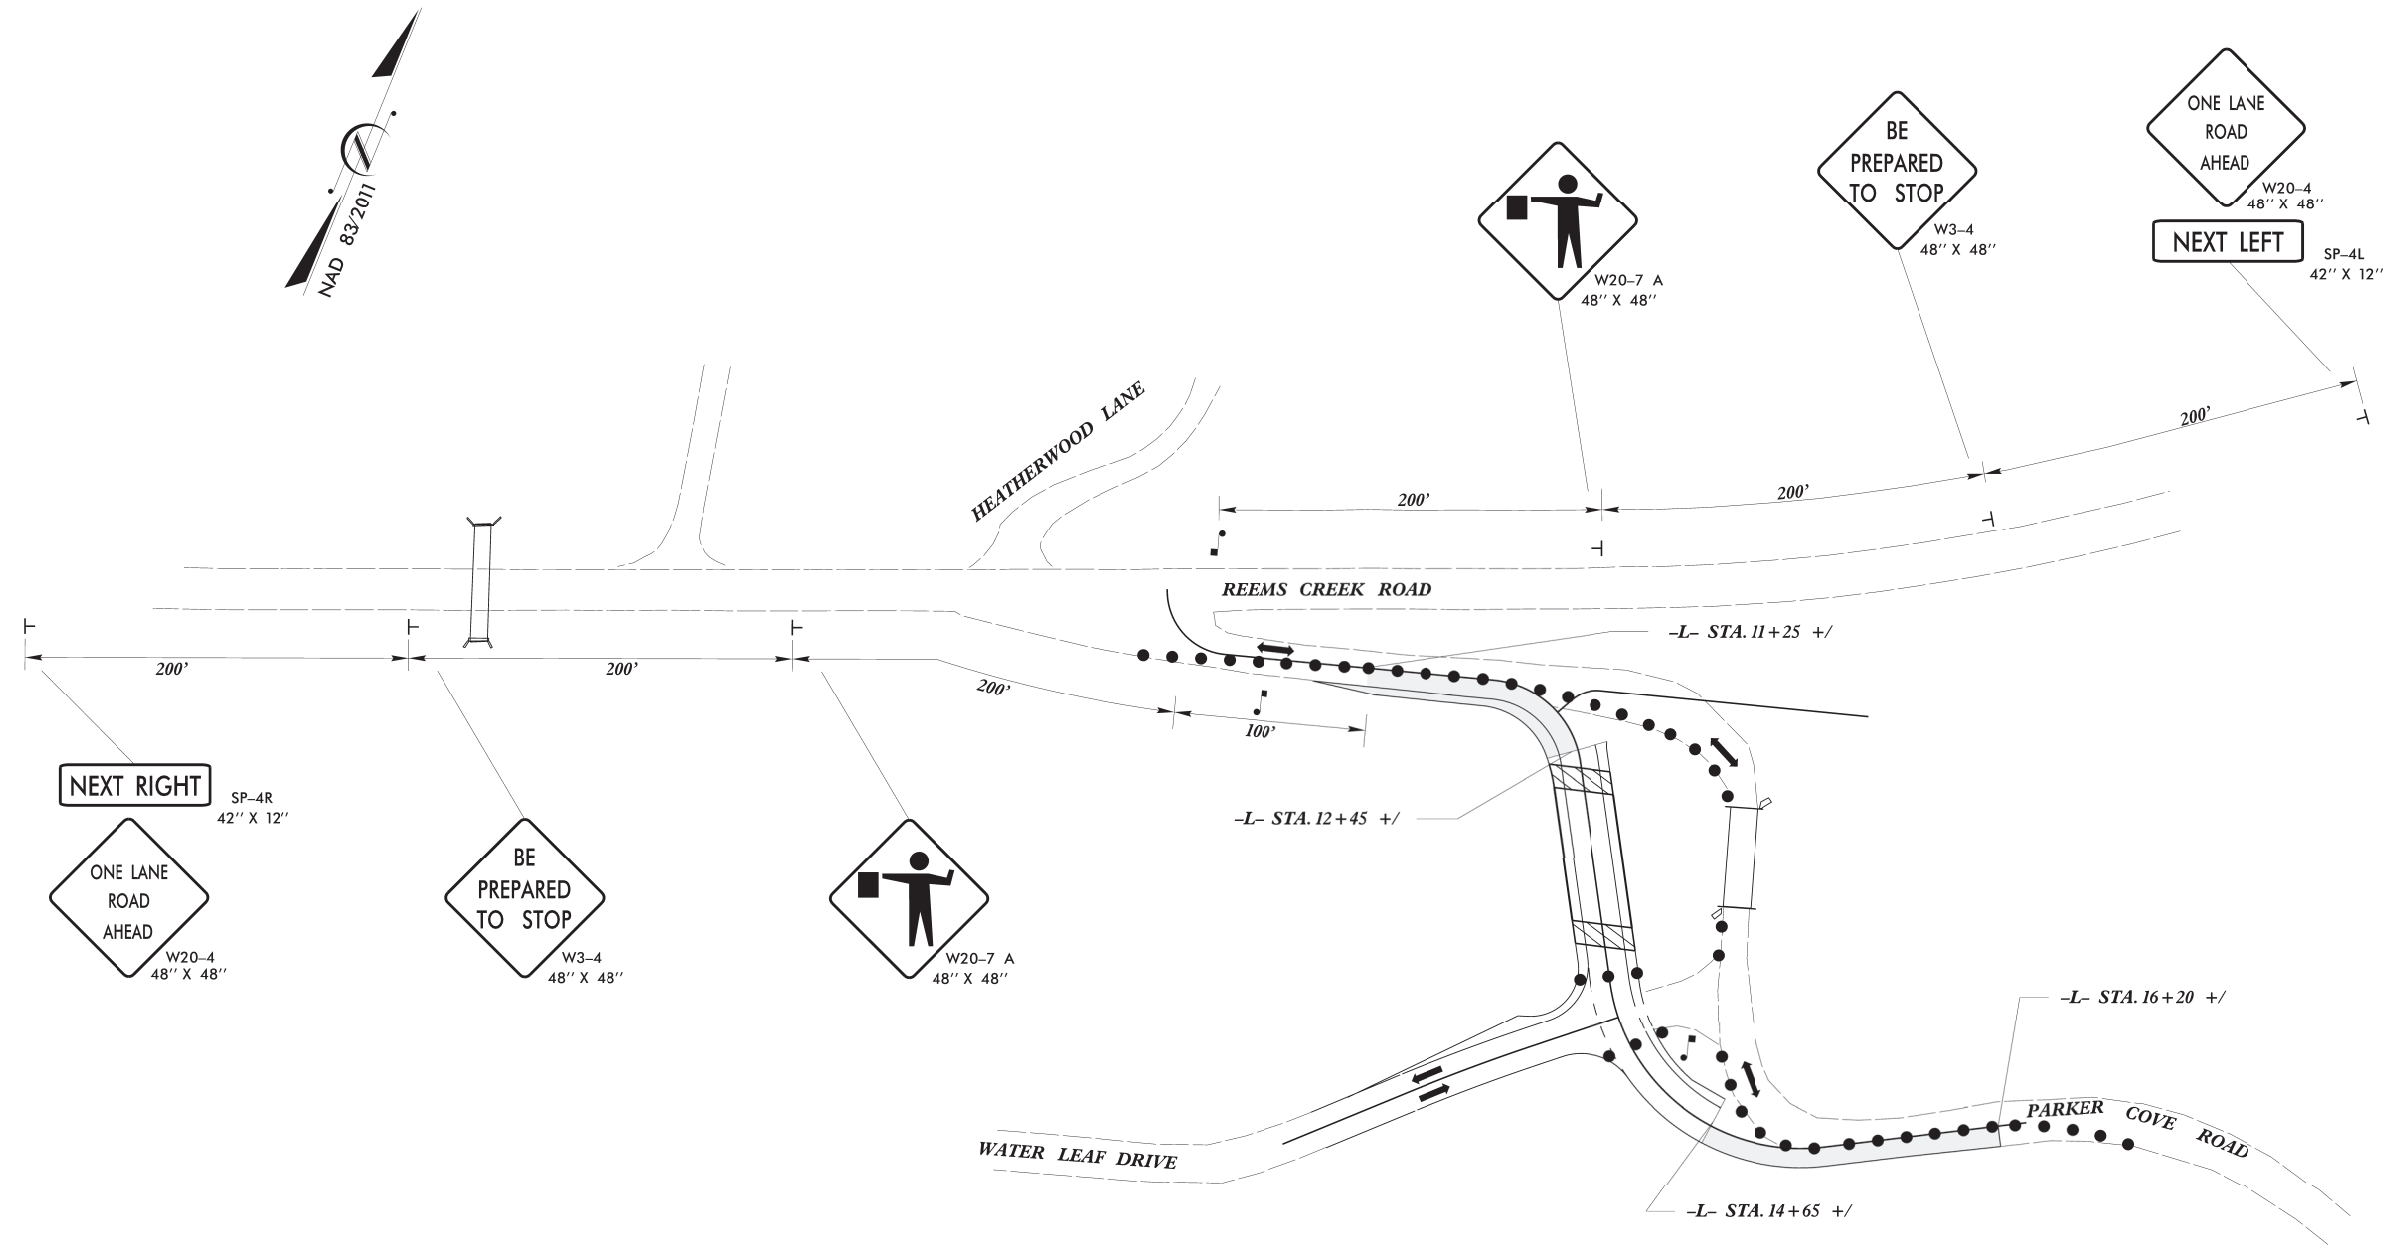 ONE LANE
ROAD
AHEAD
W20-4
48'' X 48''
NEXT LEFT
SP-4L
42'' X 12''
BE
PREPARED
TO STOP
W3-4
48'' X 48''
W20-7 A
48'' X 48''
NAD 83/2011
HEATHERWOOD LANE
200'
200'
200'
REEMS CREEK ROAD
-L- STA. 11+25 +/
200'
200'
200'
100'
NEXT RIGHT
SP-4R
42'' X 12''
ONE LANE
ROAD
AHEAD
W20-4
48'' X 48''
BE
PREPARED
TO STOP
W3-4
48'' X 48''
W20-7 A
48'' X 48''
-L- STA. 12+45 +/
-L- STA. 16+20 +/
PARKER COVE ROAD
WATER LEAF DRIVE
-L- STA. 14+65 +/